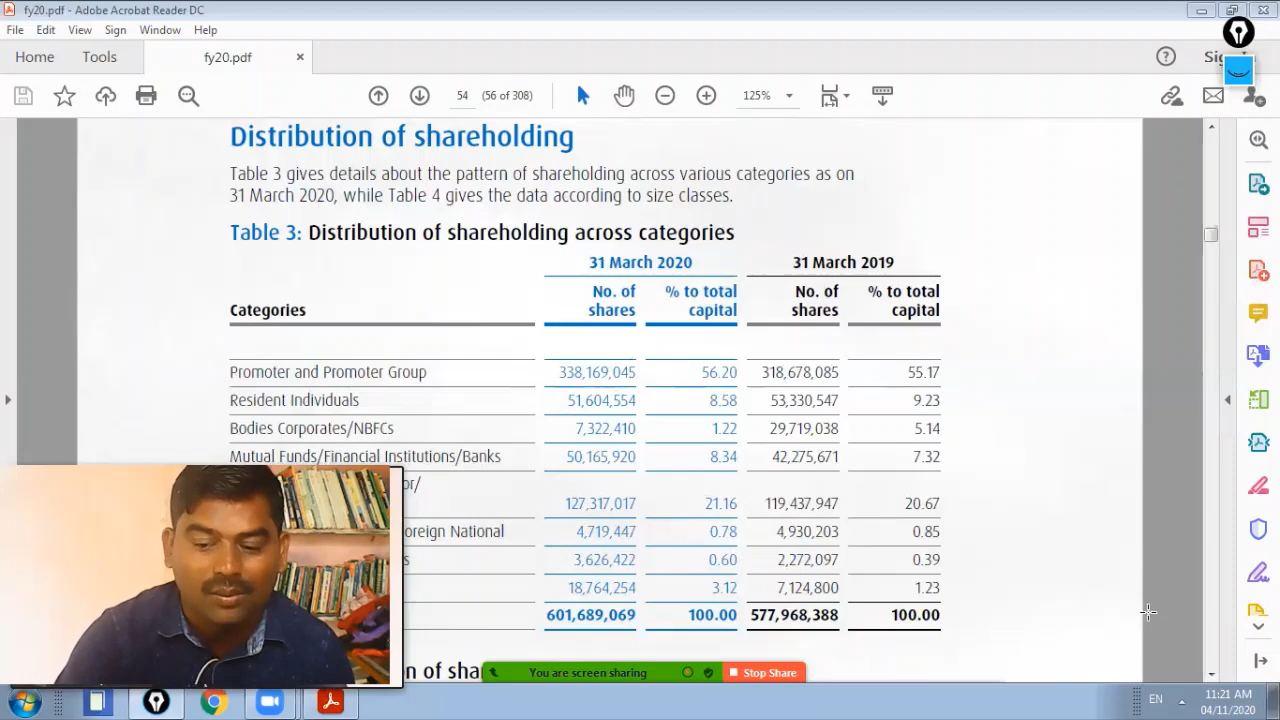 fy20.pdf - Adobe Acrobat Reader DC
File Edit View Sign Window Help
Home Tools fy20.pdf ×
54 (56 of 308) 125%
Distribution of shareholding
Table 3 gives details about the pattern of shareholding across various categories as on
31 March 2020, while Table 4 gives the data according to size classes.
Table 3: Distribution of shareholding across categories
31 March 2020 31 March 2019
No. of % to total No. of % to total
Categories shares capital shares capital
Promoter and Promoter Group 338,169,045 56.20 318,678,085 55.17
Resident Individuals 51,604,554 8.58 53,330,547 9.23
Bodies Corporates/NBFCs 7,322,410 1.22 29,719,038 5.14
Mutual Funds/Financial Institutions/Banks 50,165,920 8.34 42,275,671 7.32
or/
127,317,017 21.16 119,437,947 20.67
oreign National 4,719,447 0.78 4,930,203 0.85
s 3,626,422 0.60 2,272,097 0.39
18,764,254 3.12 7,124,800 1.23
601,689,069 100.00 577,968,388 100.00
on of sha
You are screen sharing Stop Share
EN 11:21 AM
04/11/2020